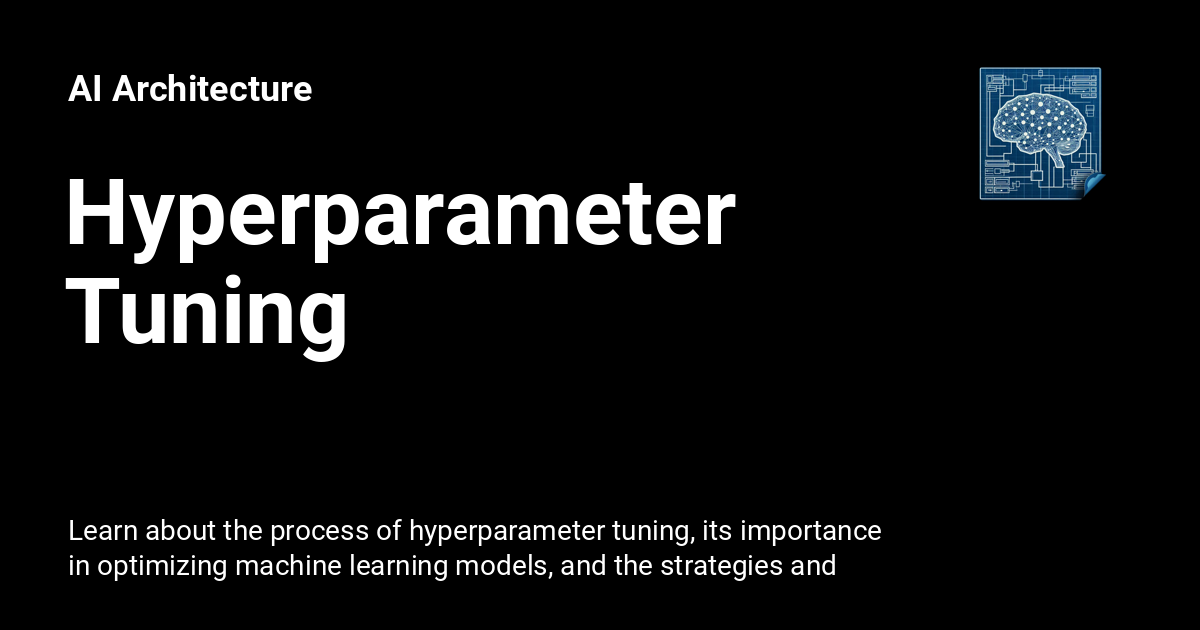 AI Architecture
Hyperparameter
Tuning
Learn about the process of hyperparameter tuning, its importance
in optimizing machine learning models, and the strategies and